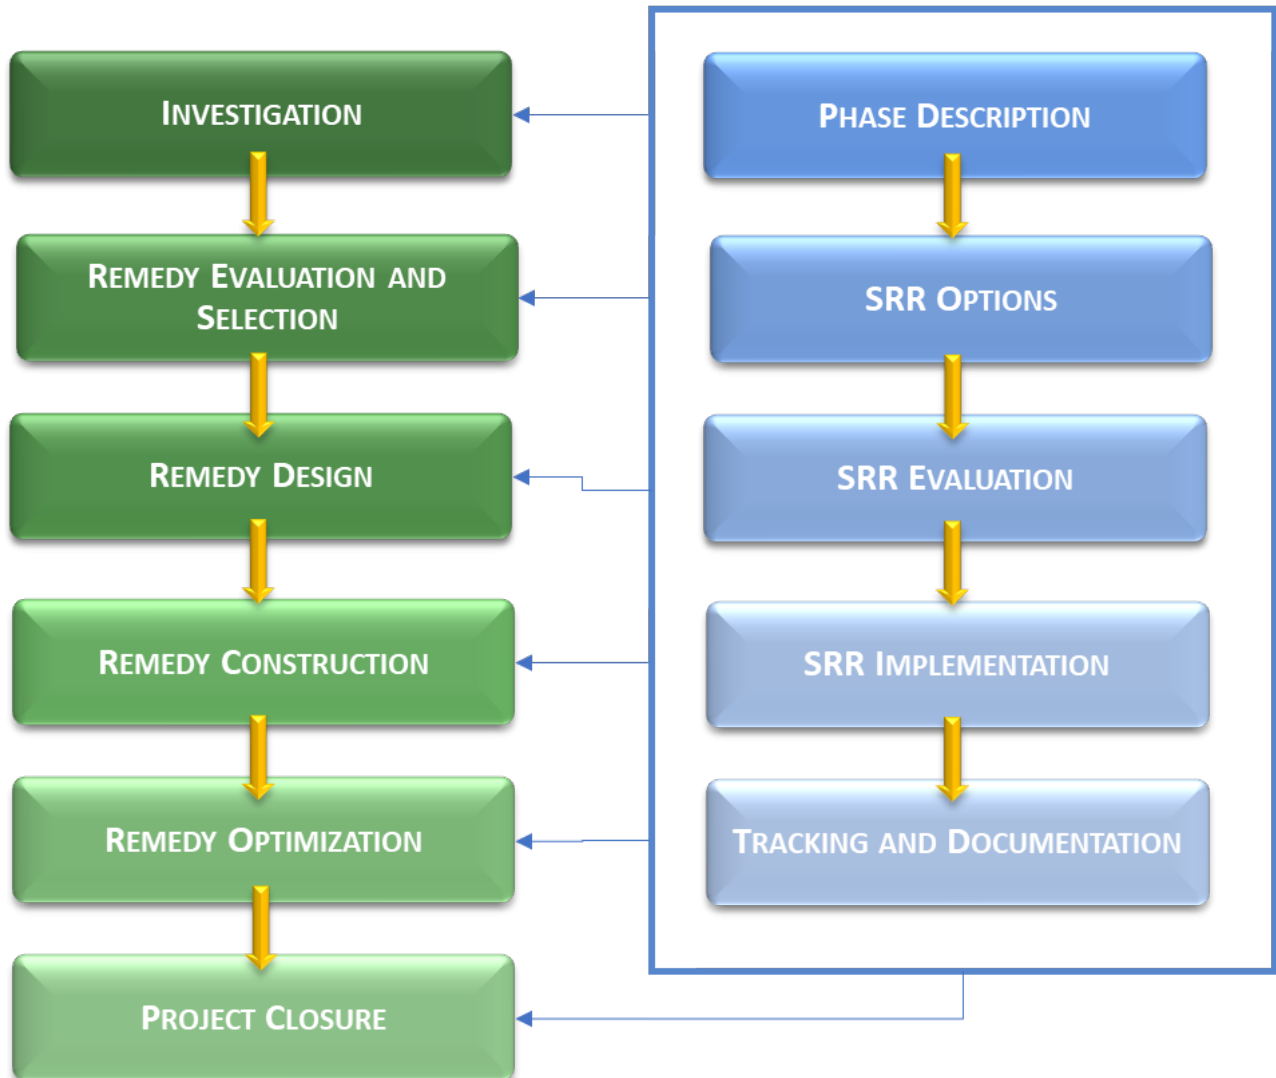 Investigation
Remedy Evaluation and
Selection
Remedy Design
Remedy Construction
Remedy Optimization
Project Closure
Phase Description
SRR Options
SRR Evaluation
SRR Implementation
Tracking and Documentation